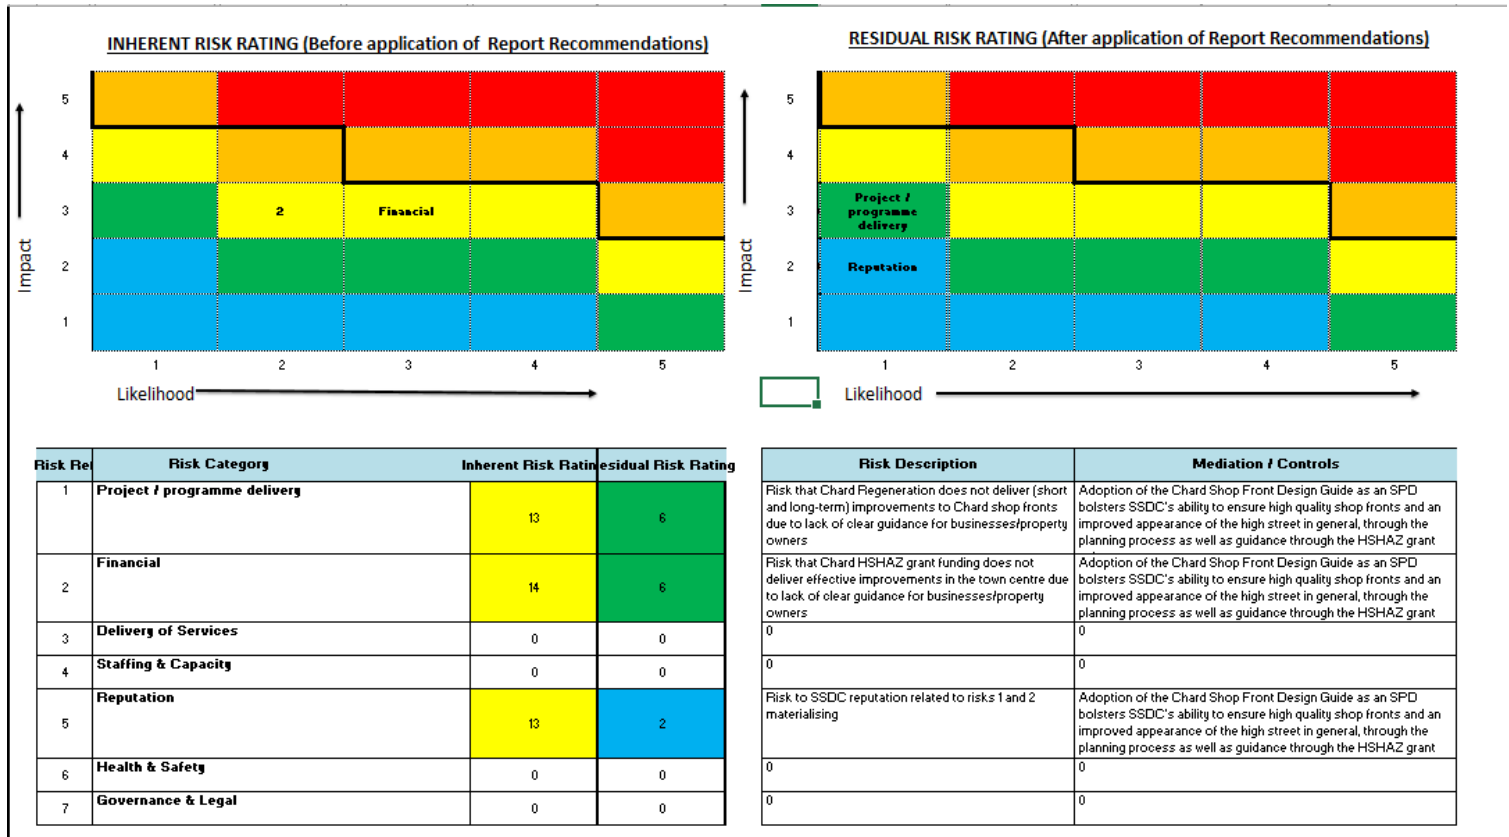 INHERENT RISK RATING (Before application of Report Recommendations)
RESIDUAL RISK RATING (After application of Report Recommendations)
5
4
3
2
1
Impact
2
Financial
1
2
3
4
5
Likelihood
5
4
3
2
1
Impact
Project /
programme
delivery
Reputation
1
2
3
4
5
Likelihood
Risk Ref
Risk Category
Inherent Risk Ratin
esidual Risk Rating
1
Project / programme delivery
13
6
2
Financial
14
6
3
Delivery of Services
0
0
4
Staffing & Capacity
0
0
5
Reputation
13
2
6
Health & Safety
0
0
7
Governance & Legal
0
0
Risk Description
Mediation / Controls
Risk that Chard Regeneration does not deliver (short
and long-term) improvements to Chard shop fronts
due to lack of clear guidance for businesses/property
owners
Adoption of the Chard Shop Front Design Guide as an SPD
bolsters SSDC's ability to ensure high quality shop fronts and an
improved appearance of the high street in general, through the
planning process as well as guidance through the HSHAZ grant
Risk that Chard HSHAZ grant funding does not
deliver effective improvements in the town centre due
to lack of clear guidance for businesses/property
owners
Adoption of the Chard Shop Front Design Guide as an SPD
bolsters SSDC's ability to ensure high quality shop fronts and an
improved appearance of the high street in general, through the
planning process as well as guidance through the HSHAZ grant
0
0
0
0
Risk to SSDC reputation related to risks 1 and 2
materialising
Adoption of the Chard Shop Front Design Guide as an SPD
bolsters SSDC's ability to ensure high quality shop fronts and an
improved appearance of the high street in general, through the
planning process as well as guidance through the HSHAZ grant
0
0
0
0